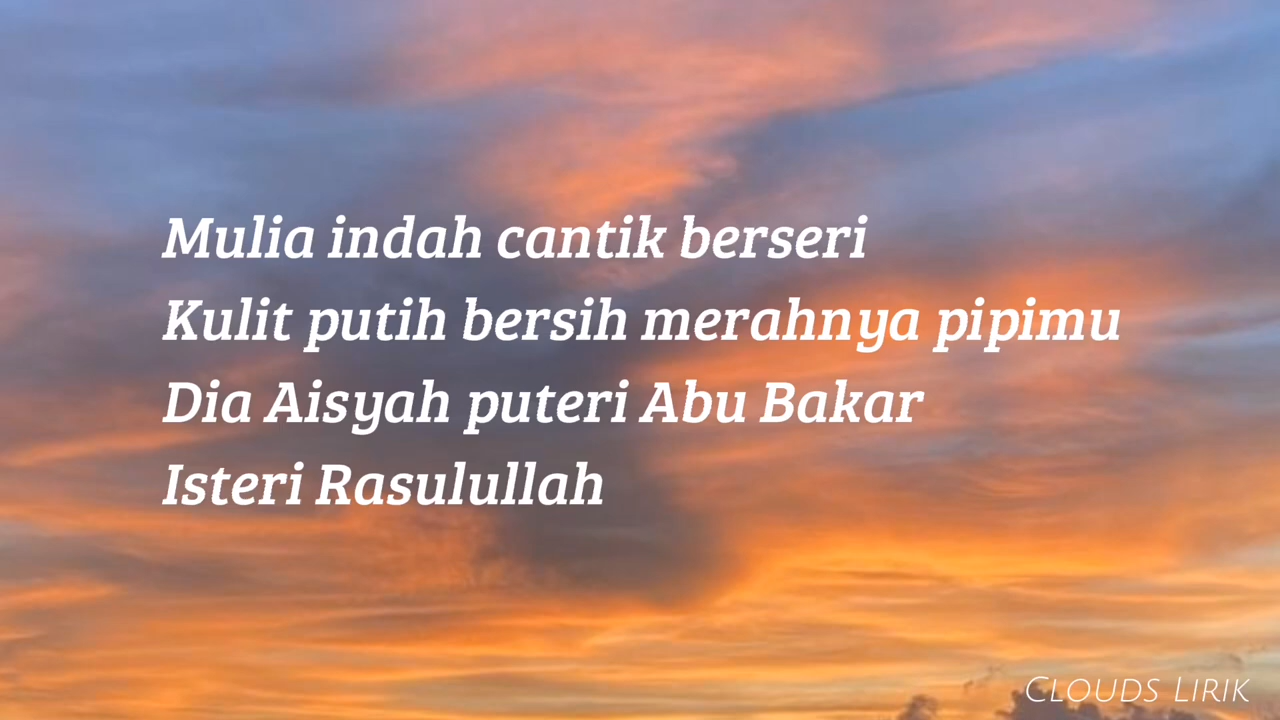 Mulia indah cantik berseri
Kulit putih bersih merahnya pipimu
Dia Aisyah puteri Abu Bakar
Isteri Rasulullah
Clouds Lirik